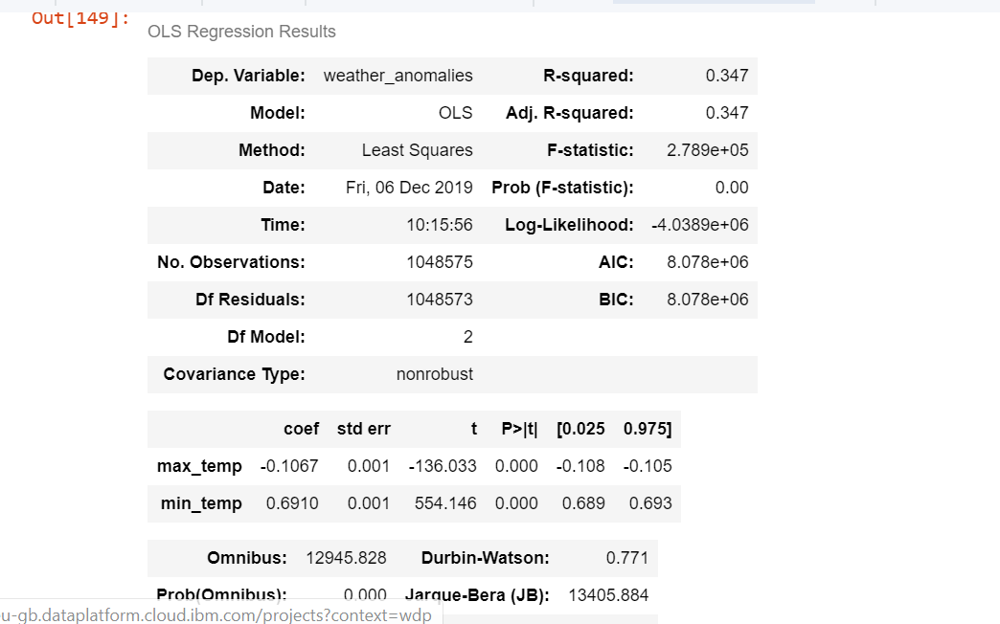 Out[149]:
OLS Regression Results
Dep. Variable: weather_anomalies R-squared: 0.347
Model: OLS Adj. R-squared: 0.347
Method: Least Squares F-statistic: 2.789e+05
Date: Fri, 06 Dec 2019 Prob (F-statistic): 0.00
Time: 10:15:56 Log-Likelihood: -4.0389e+06
No. Observations: 1048575 AIC: 8.078e+06
Df Residuals: 1048573 BIC: 8.078e+06
Df Model: 2
Covariance Type: nonrobust
coef std err t P>|t| [0.025 0.975]
max_temp -0.1067 0.001 -136.033 0.000 -0.108 -0.105
min_temp 0.6910 0.001 554.146 0.000 0.689 0.693
Omnibus: 12945.828 Durbin-Watson: 0.771
Prob(Omnibus): 0.000 Jarque-Bera (JB): 13405.884
u-gb.dataplatform.cloud.ibm.com/projects?context=wdp